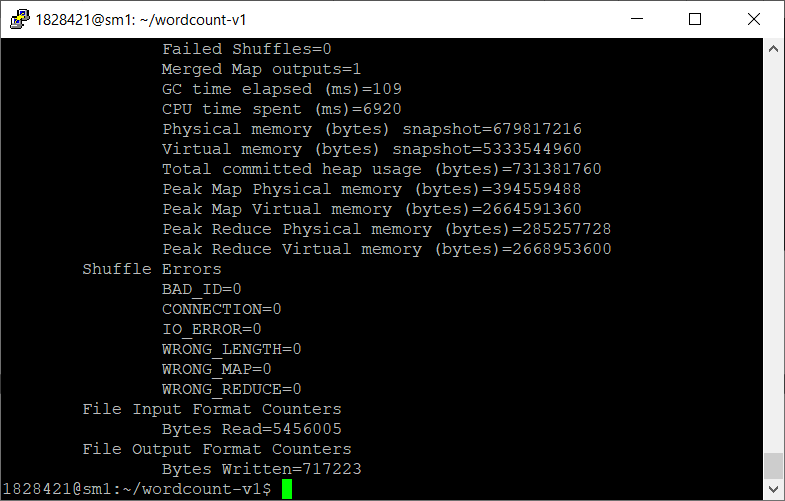 1828421@sm1: ~/wordcount-v1
Failed Shuffles=0
Merged Map outputs=1
GC time elapsed (ms)=109
CPU time spent (ms)=6920
Physical memory (bytes) snapshot=679817216
Virtual memory (bytes) snapshot=5333544960
Total committed heap usage (bytes)=731381760
Peak Map Physical memory (bytes)=394559488
Peak Map Virtual memory (bytes)=2664591360
Peak Reduce Physical memory (bytes)=285257728
Peak Reduce Virtual memory (bytes)=2668953600
Shuffle Errors
BAD_ID=0
CONNECTION=0
IO_ERROR=0
WRONG_LENGTH=0
WRONG_MAP=0
WRONG_REDUCE=0
File Input Format Counters
Bytes Read=5456005
File Output Format Counters
Bytes Written=717223
1828421@sm1:~/wordcount-v1$